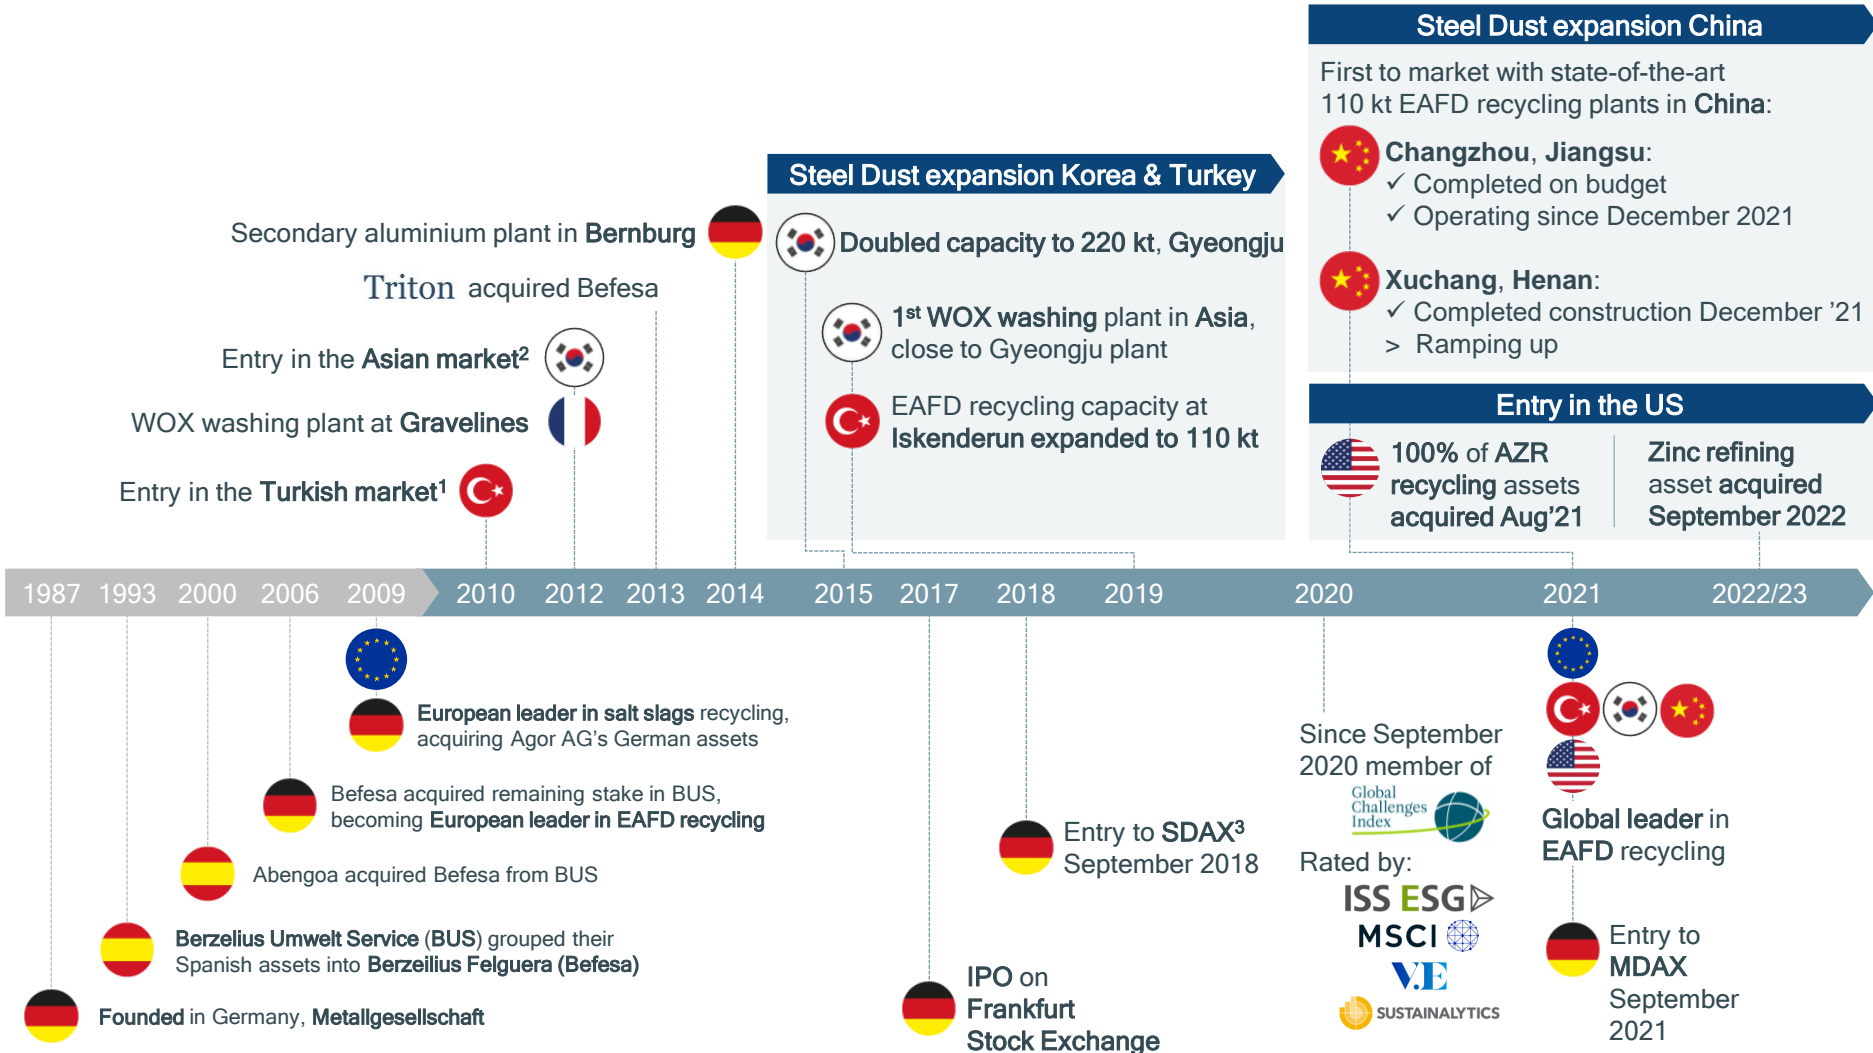 Steel Dust expansion China
First to market with state-of-the-art
110 kt EAFD recycling plants in China:
Changzhou, Jiangsu:
✓ Completed on budget
✓ Operating since December 2021
Xuchang, Henan:
✓ Completed construction December ’21
> Ramping up
Steel Dust expansion Korea & Turkey
Doubled capacity to 220 kt, Gyeongju
1st WOX washing plant in Asia,
close to Gyeongju plant
EAFD recycling capacity at
Iskenderun expanded to 110 kt
Entry in the US
100% of AZR
recycling assets
acquired Aug’21
Zinc refining
asset acquired
September 2022
Secondary aluminium plant in Bernburg
Triton acquired Befesa
Entry in the Asian market2
WOX washing plant at Gravelines
Entry in the Turkish market1
1987 1993 2000 2006 2009 2010 2012 2013 2014 2015 2017 2018 2019 2020 2021 2022/23
European leader in salt slags recycling,
acquiring Agor AG’s German assets
Befesa acquired remaining stake in BUS,
becoming European leader in EAFD recycling
Abengoa acquired Befesa from BUS
Berzelius Umwelt Service (BUS) grouped their
Spanish assets into Berzeilius Felguera (Befesa)
Founded in Germany, Metallgesellschaft
IPO on
Frankfurt
Stock Exchange
Entry to SDAX3
September 2018
Since September
2020 member of
Global
Challenges
Index
Rated by:
ISS ESG
MSCI
V.E
SUSTAINALYTICS
Global leader in
EAFD recycling
Entry to
MDAX
September
2021